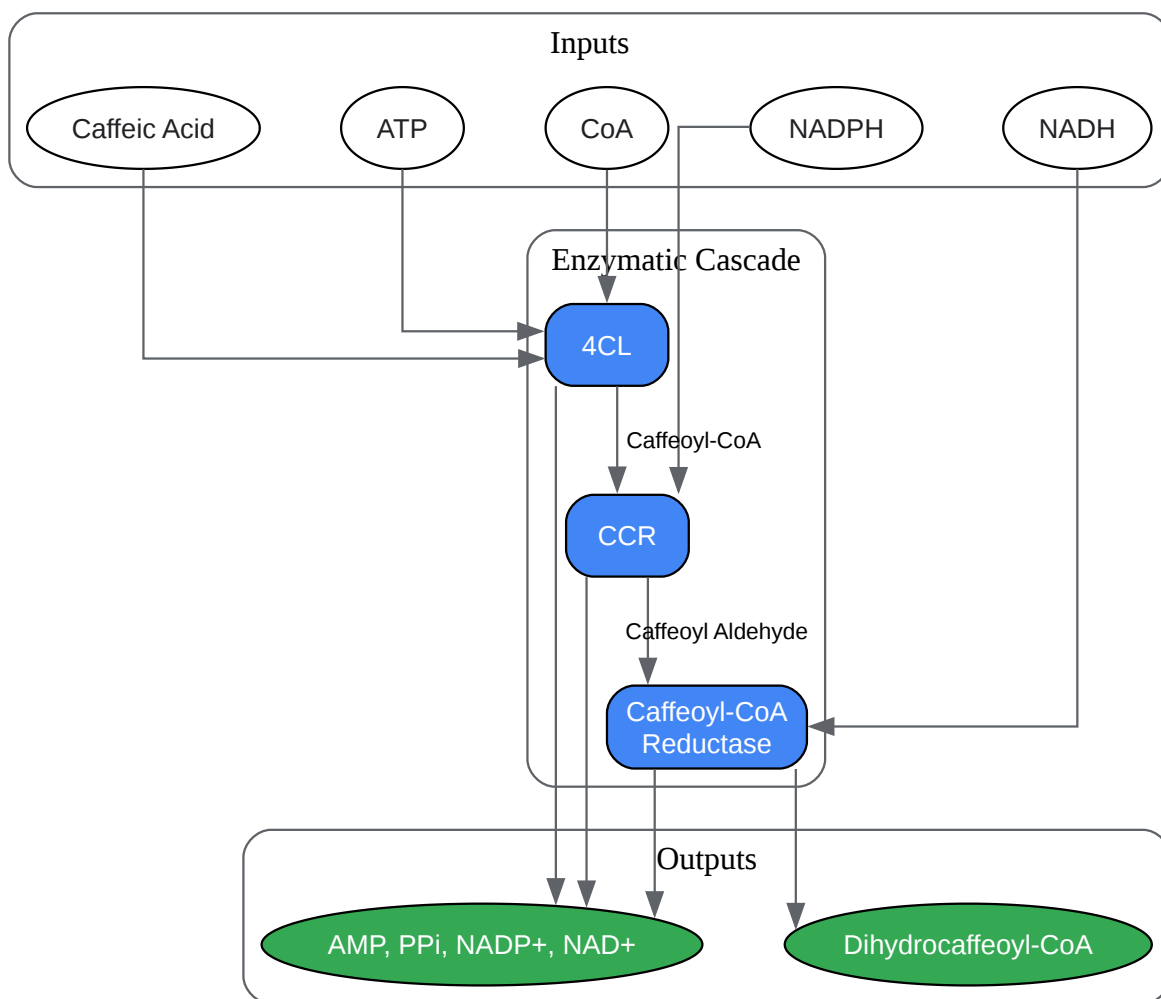 Inputs
Caffeic Acid
ATP
CoA
NADPH
NADH
Enzymatic Cascade
4CL
Caffeoyl-CoA
CCR
Caffeoyl Aldehyde
Caffeoyl-CoA
Reductase
Outputs
AMP, PPi, NADP+, NAD+
Dihydrocaffeoyl-CoA